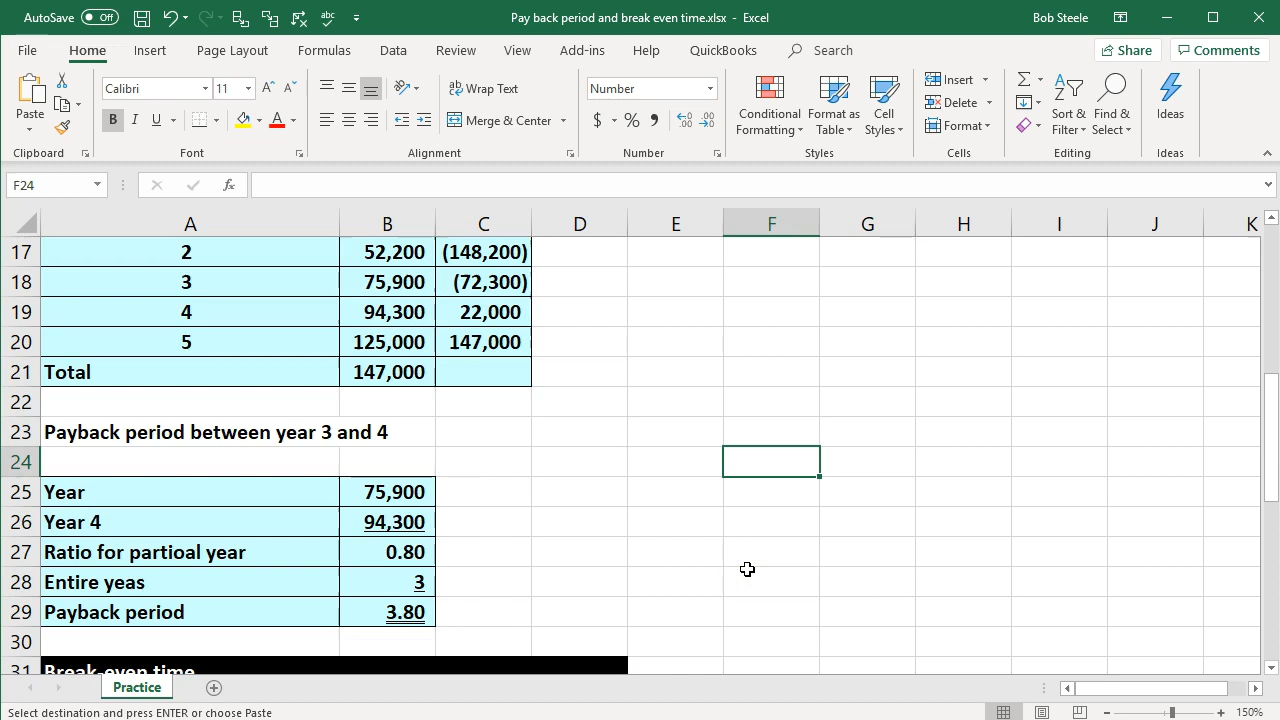 AutoSave Off Pay back period and break even time.xlsx - Excel Bob Steele
File Home Insert Page Layout Formulas Data Review View Add-ins Help QuickBooks Search Share Comments
Paste Calibri 11 Wrap Text Number Conditional Formatting Format as Table Cell Styles Insert Delete Format Sort & Filter Find & Select Ideas
B I U A Merge & Center $ %
Clipboard Font Alignment Number Styles Cells Editing Ideas
F24 fx
A B C D E F G H I J K
17 2 52,200 (148,200)
18 3 75,900 (72,300)
19 4 94,300 22,000
20 5 125,000 147,000
21 Total 147,000
22
23 Payback period between year 3 and 4
24
25 Year 75,900
26 Year 4 94,300
27 Ratio for partioal year 0.80
28 Entire yeas 3
29 Payback period 3.80
30
31 Break-even time
Practice
Select destination and press ENTER or choose Paste 150%